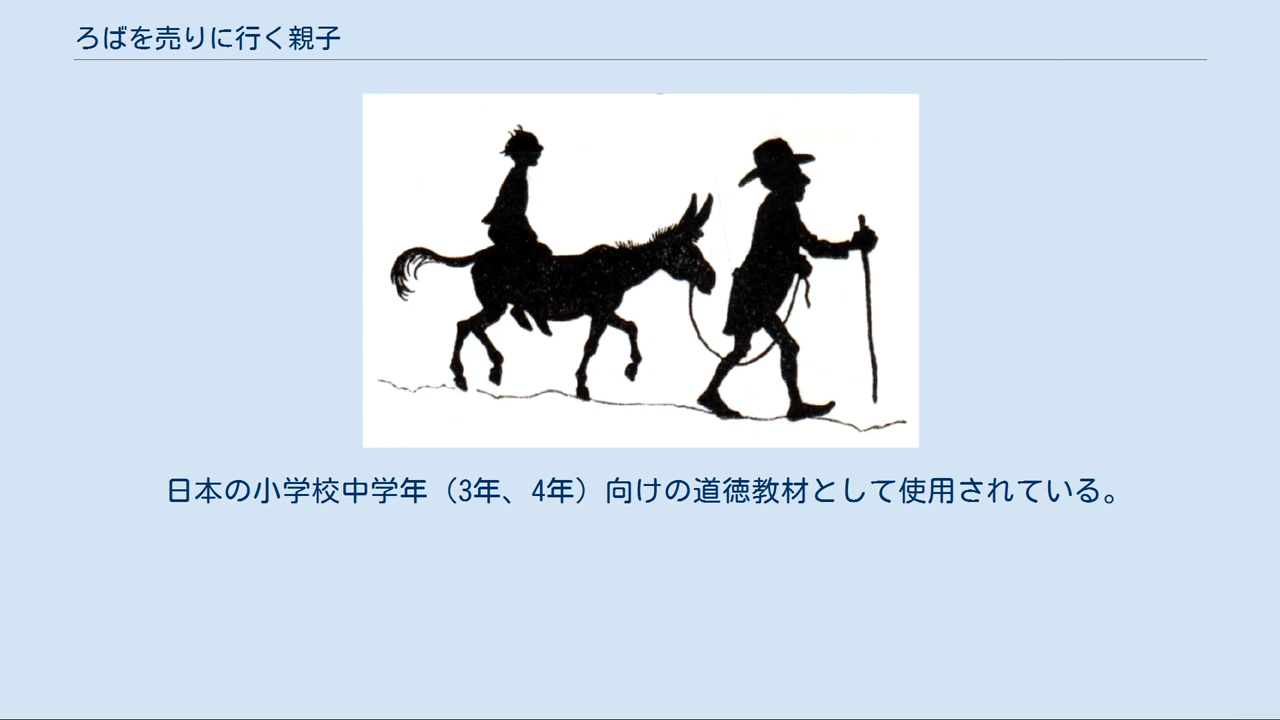 ろばを売りに行く親子
日本の小学校中学年（3年、4年）向けの道徳教材として使用されている。